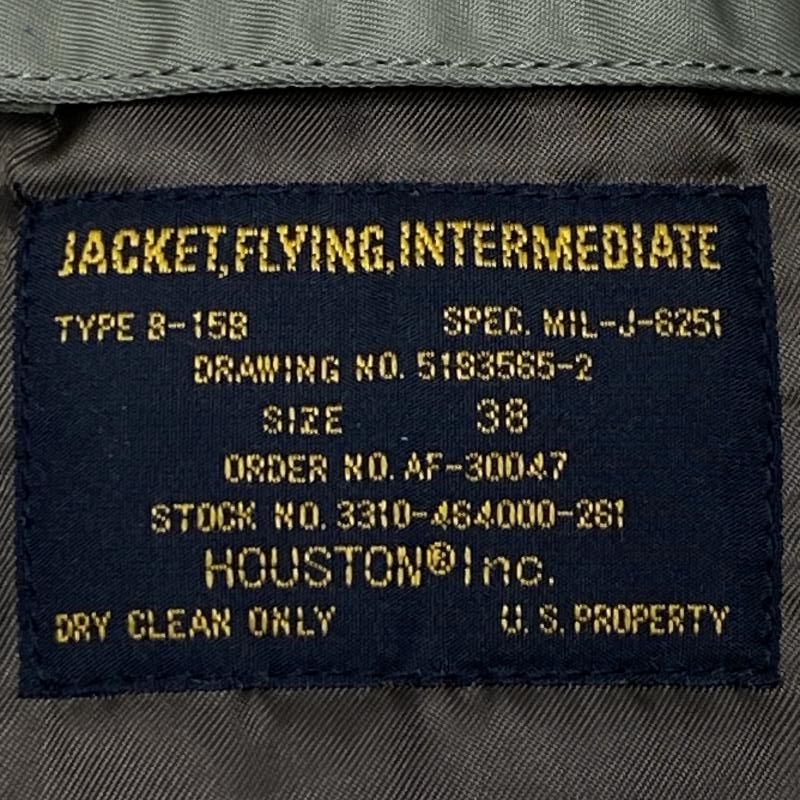 JACKET,FLYING,INTERMEDIATE
TYPE B-15B SPEC. MIL-J-6251
DRAWING NO. 5183565-2
SIZE 38
ORDER NO. AF-30047
STOCK NO. 3310-464000-261
HOUSTON® Inc.
DRY CLEAN ONLY U.S. PROPERTY